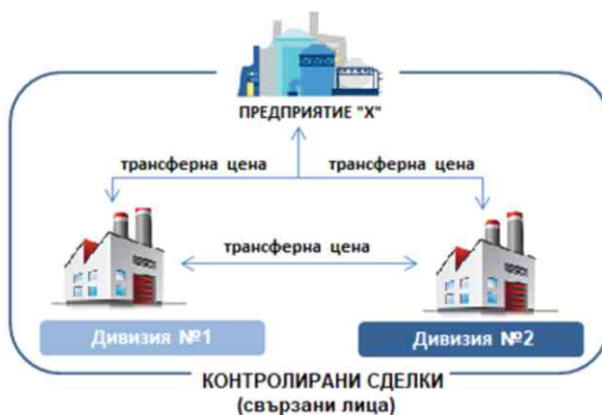 ПРЕДПРИЯТИЕ "X"
трансферна цена трансферна цена
трансферна цена
Дивизия №1 Дивизия №2
КОНТРОЛИРАНИ СДЕЛКИ
(свързани лица)